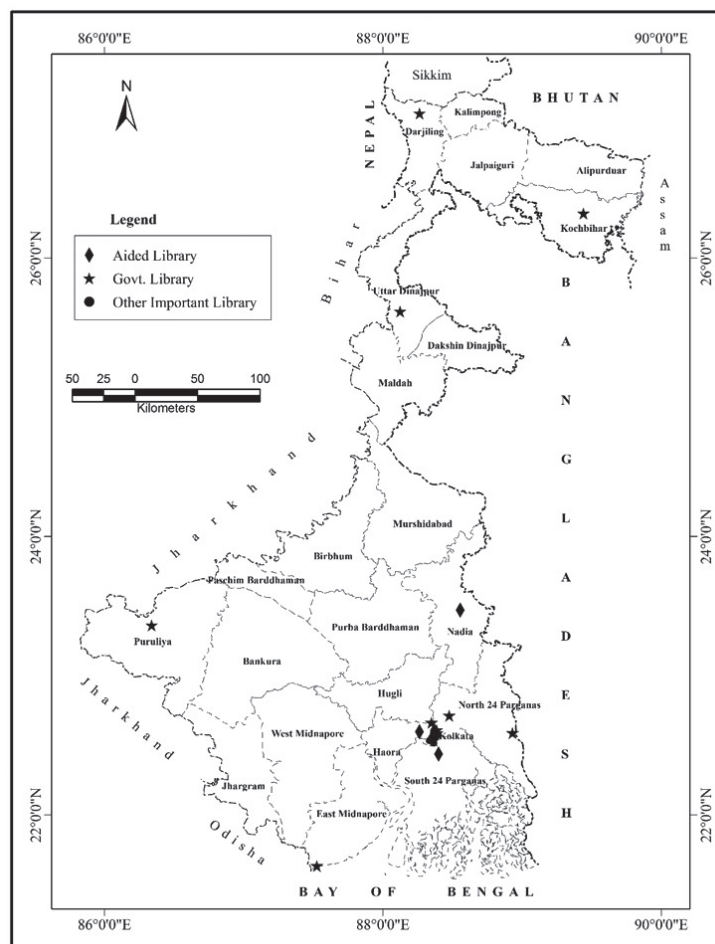 86°0'0"E 88°0'0"E 90°0'0"E
N
Sikkim
BHUTAN
NEPAL
Kalimpong
Darjiling
Jalpaiguri
Alipurduar
Assam
Kochbihar
Legend
Aided Library
Govt. Library
Other Important Library
26°0'0"N
26°0'0"N
Bihar
Uttar Dinajpur
Dakshin Dinajpur
Maldah
50 25 0 50 100
Kilometers
BANGLADESH
Jharkhand
24°0'0"N
24°0'0"N
Murshidabad
Birbhum
Paschim Barddhaman
Purba Barddhaman
Nadia
Puruliya
Bankura
Hugli
North 24 Parganas
Jharkhand
West Midnapore
Kolkata
Haora
South 24 Parganas
Jhargram
East Midnapore
22°0'0"N
22°0'0"N
Odisha
BAY OF BENGAL
86°0'0"E 88°0'0"E 90°0'0"E